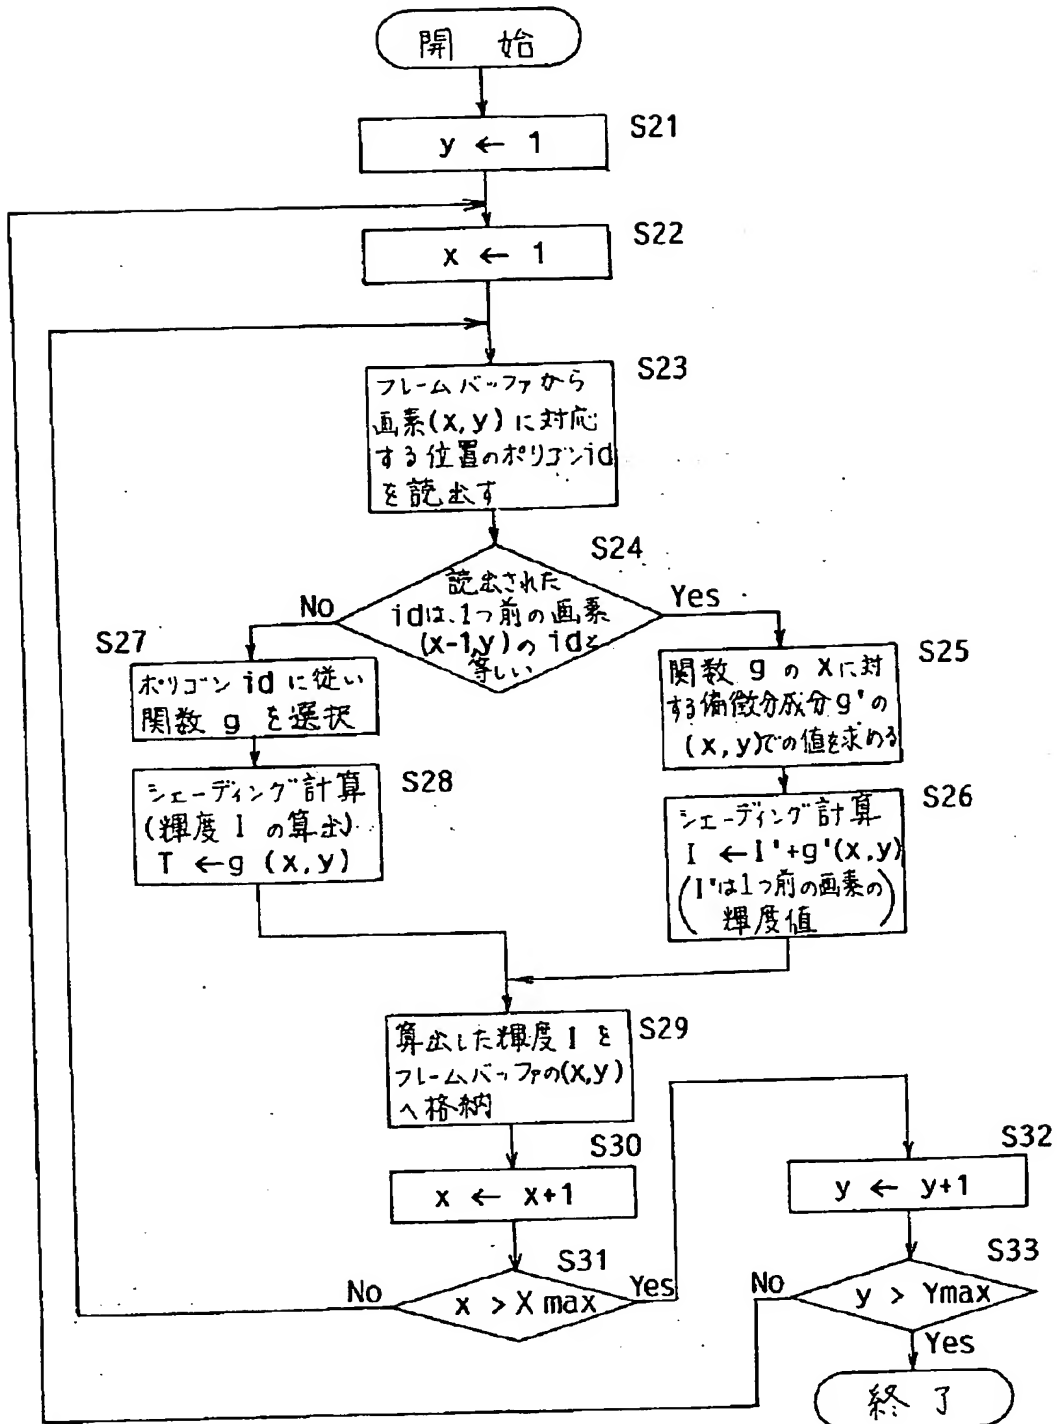 開 始
S21
y ← 1
S22
x ← 1
S23
フレームバッファから
画素(x,y)に対応
する位置のポリゴンid
を読出す
S24
読出された
idは、1つ前の画素
(x-1,y)のidと
等しい
No
Yes
S27
ポリゴンidに従い
関数 g を選択
S25
関数 g の x に対
する偏微分成分g'の
(x,y)での値を求める
S28
シェーディング計算
(輝度 I の算出)
T ← g (x,y)
S26
シェーディング計算
I ← I'+g'(x,y)
(I'は1つ前の画素の
輝度値)
S29
算出した輝度 I を
フレームバッファの(x,y)
へ格納
S30
x ← x+1
S31
x > Xmax
No
Yes
S32
y ← y+1
S33
y > Ymax
No
Yes
終 了